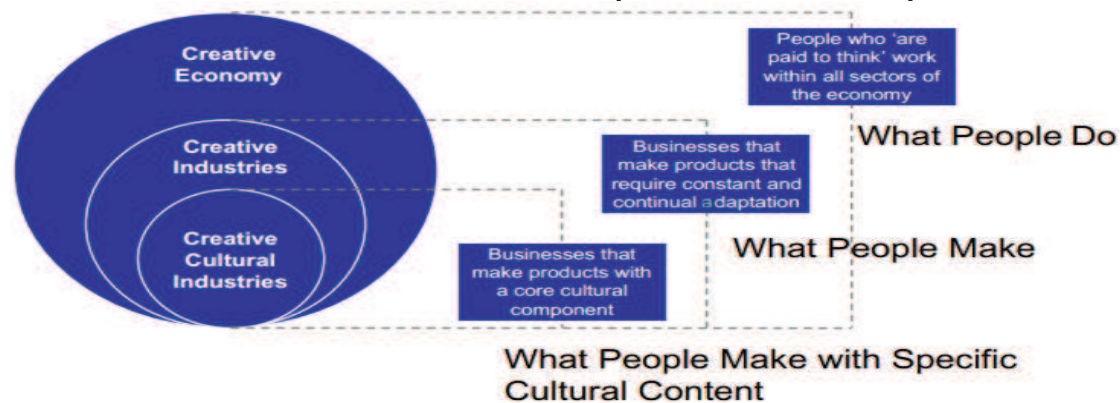 Creative
Economy
Creative
Industries
Creative
Cultural
Industries
People who 'are
paid to think' work
within all sectors of
the economy
What People Do
Businesses that
make products that
require constant and
continual adaptation
What People Make
Businesses that
make products with
a core cultural
component
What People Make with Specific
Cultural Content